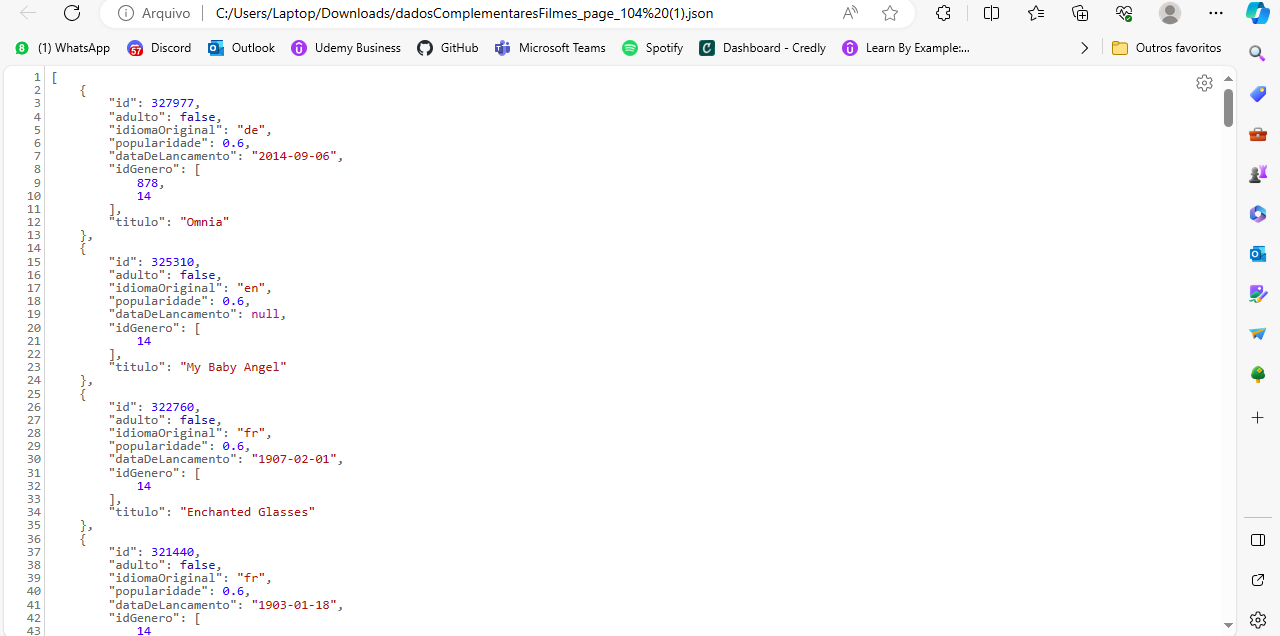 Arquivo C:/Users/Laptop/Downloads/dadosComplementaresFilmes_page_104%20(1).json
8 (1) WhatsApp 57 Discord Outlook Udemy Business GitHub Microsoft Teams Spotify Dashboard - Credly Learn By Example:... Outros favoritos
1 [
2 {
3 "id": 327977,
4 "adulto": false,
5 "idiomaOriginal": "de",
6 "popularidade": 0.6,
7 "dataDeLancamento": "2014-09-06",
8 "idGenero": [
9 878,
10 14
11 ],
12 "titulo": "Omnia"
13 },
14 {
15 "id": 325310,
16 "adulto": false,
17 "idiomaOriginal": "en",
18 "popularidade": 0.6,
19 "dataDeLancamento": null,
20 "idGenero": [
21 14
22 ],
23 "titulo": "My Baby Angel"
24 },
25 {
26 "id": 322760,
27 "adulto": false,
28 "idiomaOriginal": "fr",
29 "popularidade": 0.6,
30 "dataDeLancamento": "1907-02-01",
31 "idGenero": [
32 14
33 ],
34 "titulo": "Enchanted Glasses"
35 },
36 {
37 "id": 321440,
38 "adulto": false,
39 "idiomaOriginal": "fr",
40 "popularidade": 0.6,
41 "dataDeLancamento": "1903-01-18",
42 "idGenero": [
43 14